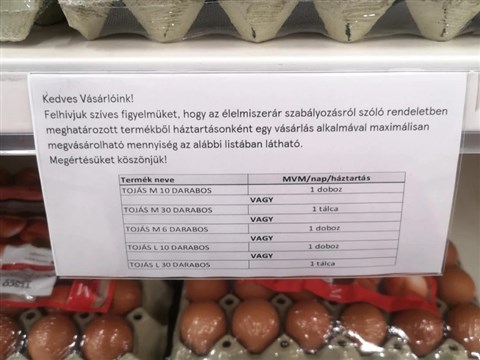 Kedves Vásárlóink!
Felhívjuk szíves figyelmüket, hogy az élelmiszerár szabályozásról szóló rendeletben
meghatározott termékből háztartásonként egy vásárlás alkalmával maximálisan
megvásárolható mennyiség az alábbi listában látható.
Megértésüket köszönjük!
Termék neve MVM/nap/háztartás
TOJÁS M 10 DARABOS 1 doboz
VAGY
TOJÁS M 30 DARABOS 1 tálca
VAGY
TOJÁS M 6 DARABOS 1 doboz
VAGY
TOJÁS L 10 DARABOS 1 doboz
VAGY
TOJÁS L 30 DARABOS 1 tálca